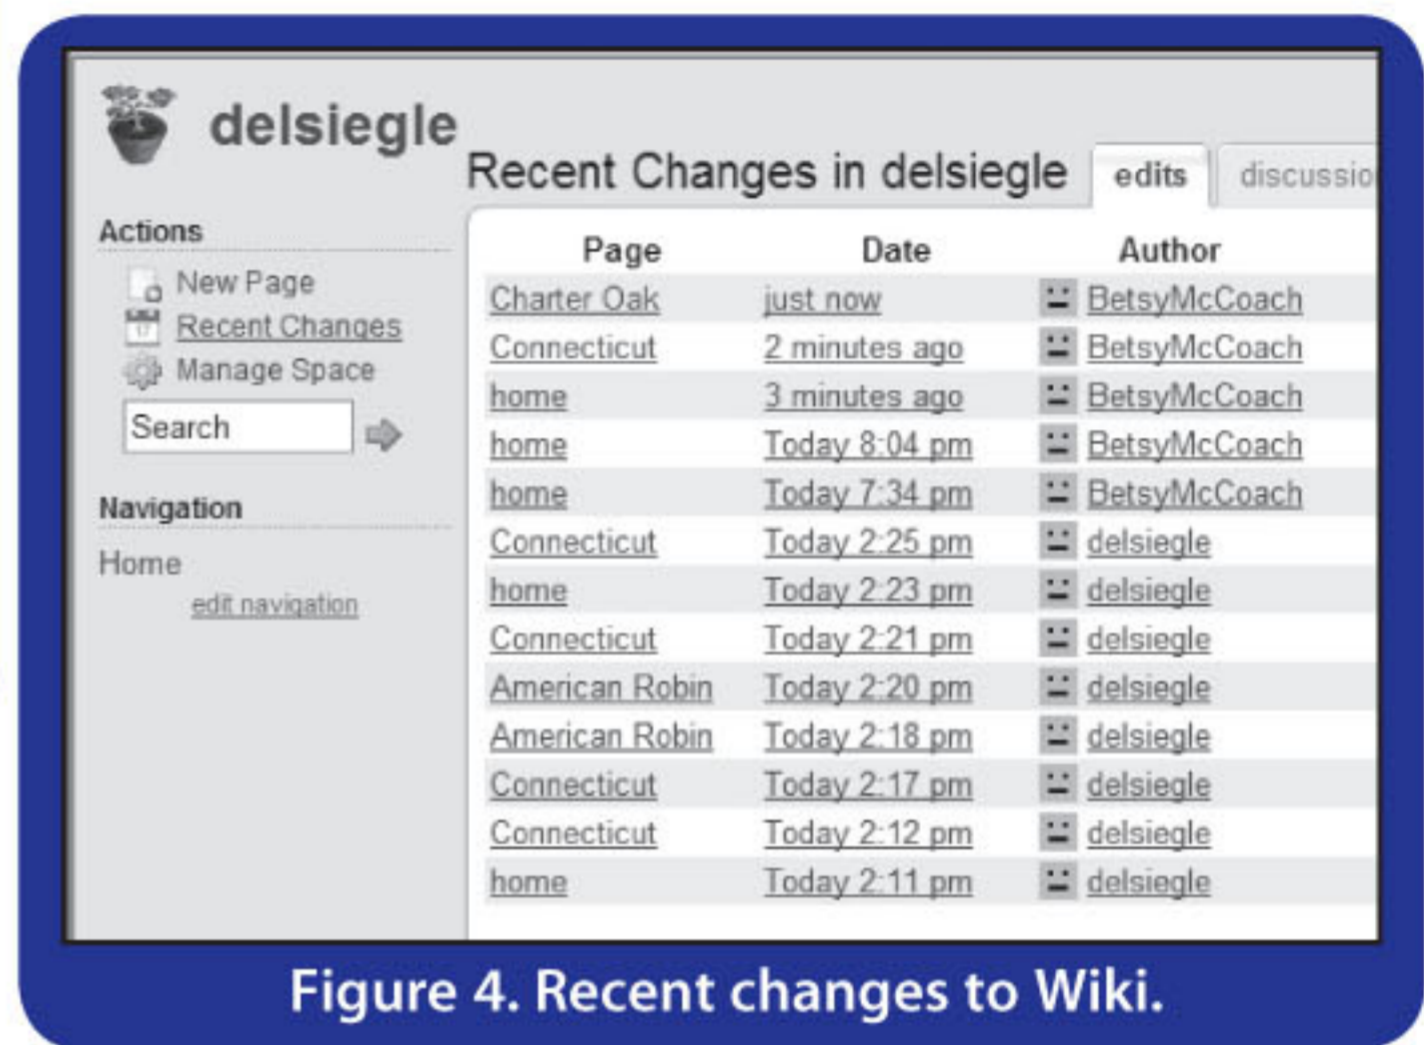 delsiegle
Recent Changes in delsiegle edits discussio
Actions
New Page
Recent Changes
Manage Space
Search
Navigation
Home
edit navigation
Page Date Author
Charter Oak just now BetsyMcCoach
Connecticut 2 minutes ago BetsyMcCoach
home 3 minutes ago BetsyMcCoach
home Today 8:04 pm BetsyMcCoach
home Today 7:34 pm BetsyMcCoach
Connecticut Today 2:25 pm delsiegle
home Today 2:23 pm delsiegle
Connecticut Today 2:21 pm delsiegle
American Robin Today 2:20 pm delsiegle
American Robin Today 2:18 pm delsiegle
Connecticut Today 2:17 pm delsiegle
Connecticut Today 2:12 pm delsiegle
home Today 2:11 pm delsiegle
Figure 4. Recent changes to Wiki.